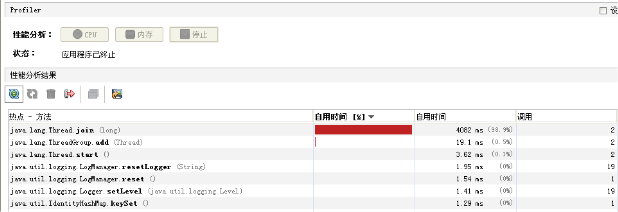 Profiler
设
性能分析： CPU 内存 停止
状态： 应用程序已终止
性能分析结果
热点 - 方法 自用时间 [%] 自用时间 调用
java.lang.Thread.join (long) 4082 ms (98.9%) 2
java.lang.ThreadGroup.add (Thread) 19.1 ms (0.5%) 2
java.lang.Thread.start () 3.62 ms (0.1%) 2
java.util.logging.LogManager.resetLogger (String) 1.95 ms (0%) 19
java.util.logging.LogManager.reset () 1.54 ms (0%) 1
java.util.logging.Logger.setLevel (java.util.logging.Level) 1.41 ms (0%) 19
java.util.IdentityHashMap.keySet () 1.29 ms (0%) 1